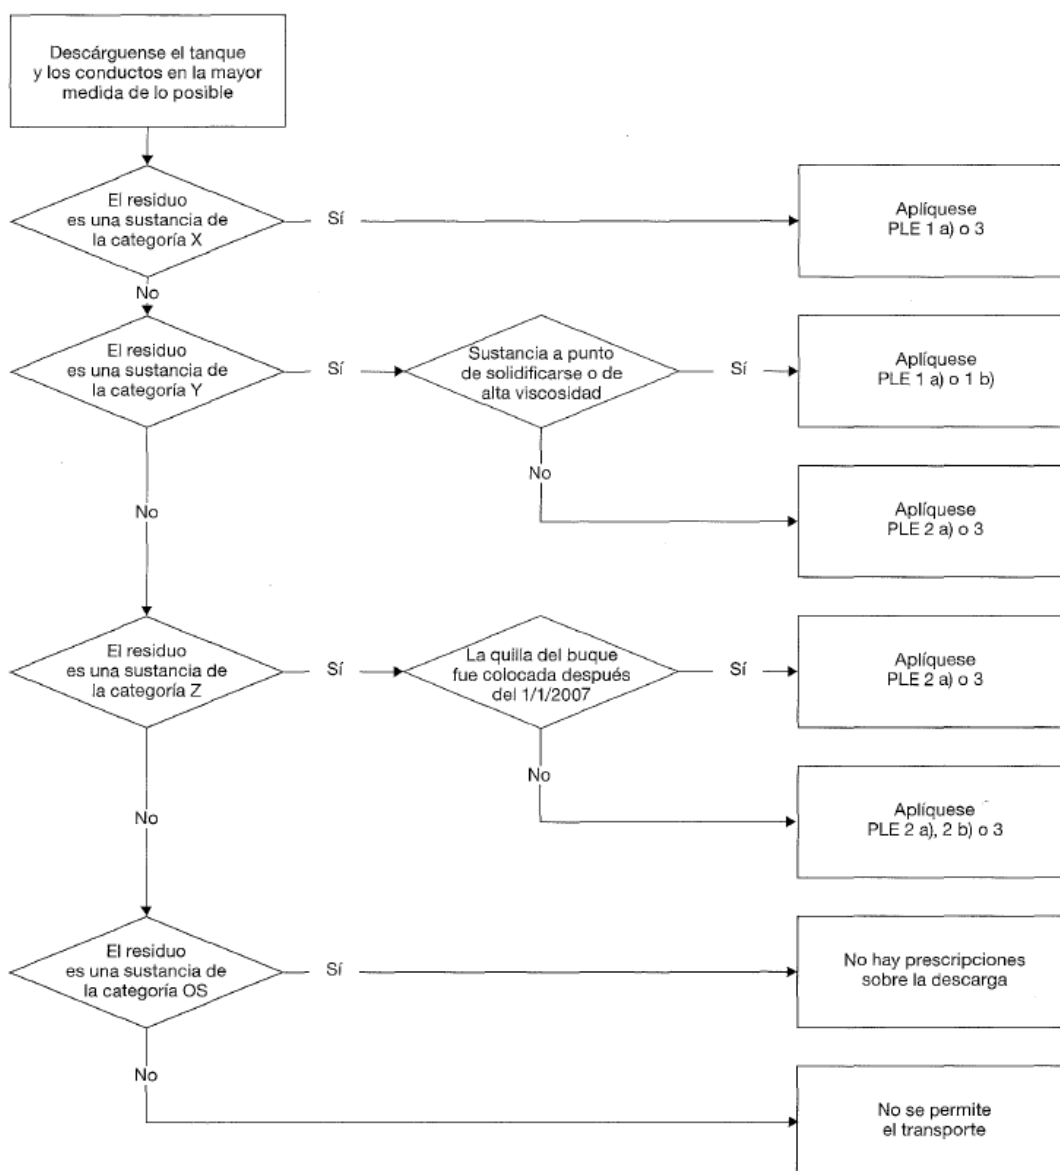 Descárguense el tanque
y los conductos en la mayor
medida de lo posible
El residuo
es una sustancia de
la categoría X
Sí
Aplíquese
PLE 1 a) o 3
No
El residuo
es una sustancia de
la categoría Y
Sí
Sustancia a punto
de solidificarse o de
alta viscosidad
Sí
Aplíquese
PLE 1 a) o 1 b)
No
Aplíquese
PLE 2 a) o 3
No
El residuo
es una sustancia de
la categoría Z
Sí
La quilla del buque
fue colocada después
del 1/1/2007
Sí
Aplíquese
PLE 2 a) o 3
No
Aplíquese
PLE 2 a), 2 b) o 3
No
El residuo
es una sustancia de
la categoría OS
Sí
No hay prescripciones
sobre la descarga
No
No se permite
el transporte